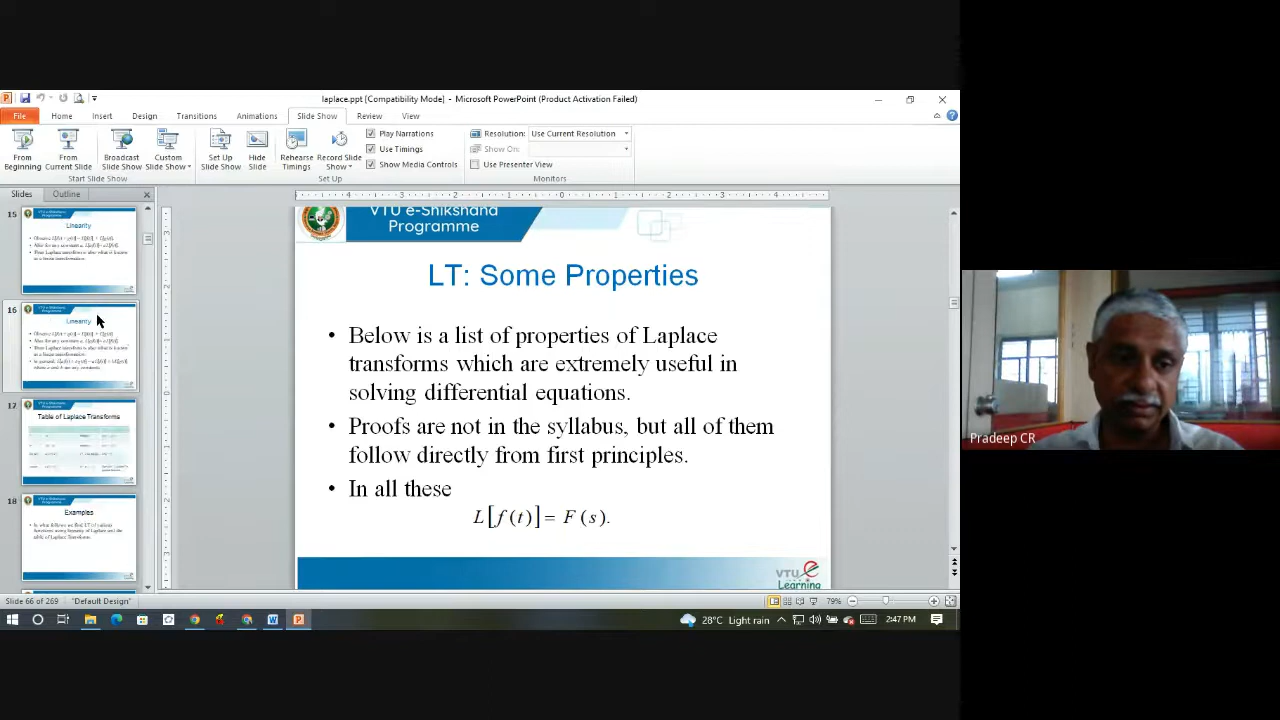 laplace.ppt [Compatibility Mode] - Microsoft PowerPoint (Product Activation Failed)
File Home Insert Design Transitions Animations Slide Show Review View
From Beginning
From Current Slide
Broadcast Slide Show
Custom Slide Show
Set Up Slide Show
Hide Slide
Rehearse Timings
Record Slide Show
Play Narrations
Use Timings
Show Media Controls
Resolution: Use Current Resolution
Show On:
Use Presenter View
Start Slide Show
Set Up
Monitors
Slides Outline
15
Linearity
16
Linearity
17
Table of Laplace Transforms
18
Examples
VTU e-Shikshana
Programme
LT: Some Properties
• Below is a list of properties of Laplace
transforms which are extremely useful in
solving differential equations.
• Proofs are not in the syllabus, but all of them
follow directly from first principles.
• In all these
L[f(t)] = F(s).
VTU e
Learning
Pradeep CR
Slide 66 of 269 "Default Design" 79%
28°C Light rain 2:47 PM